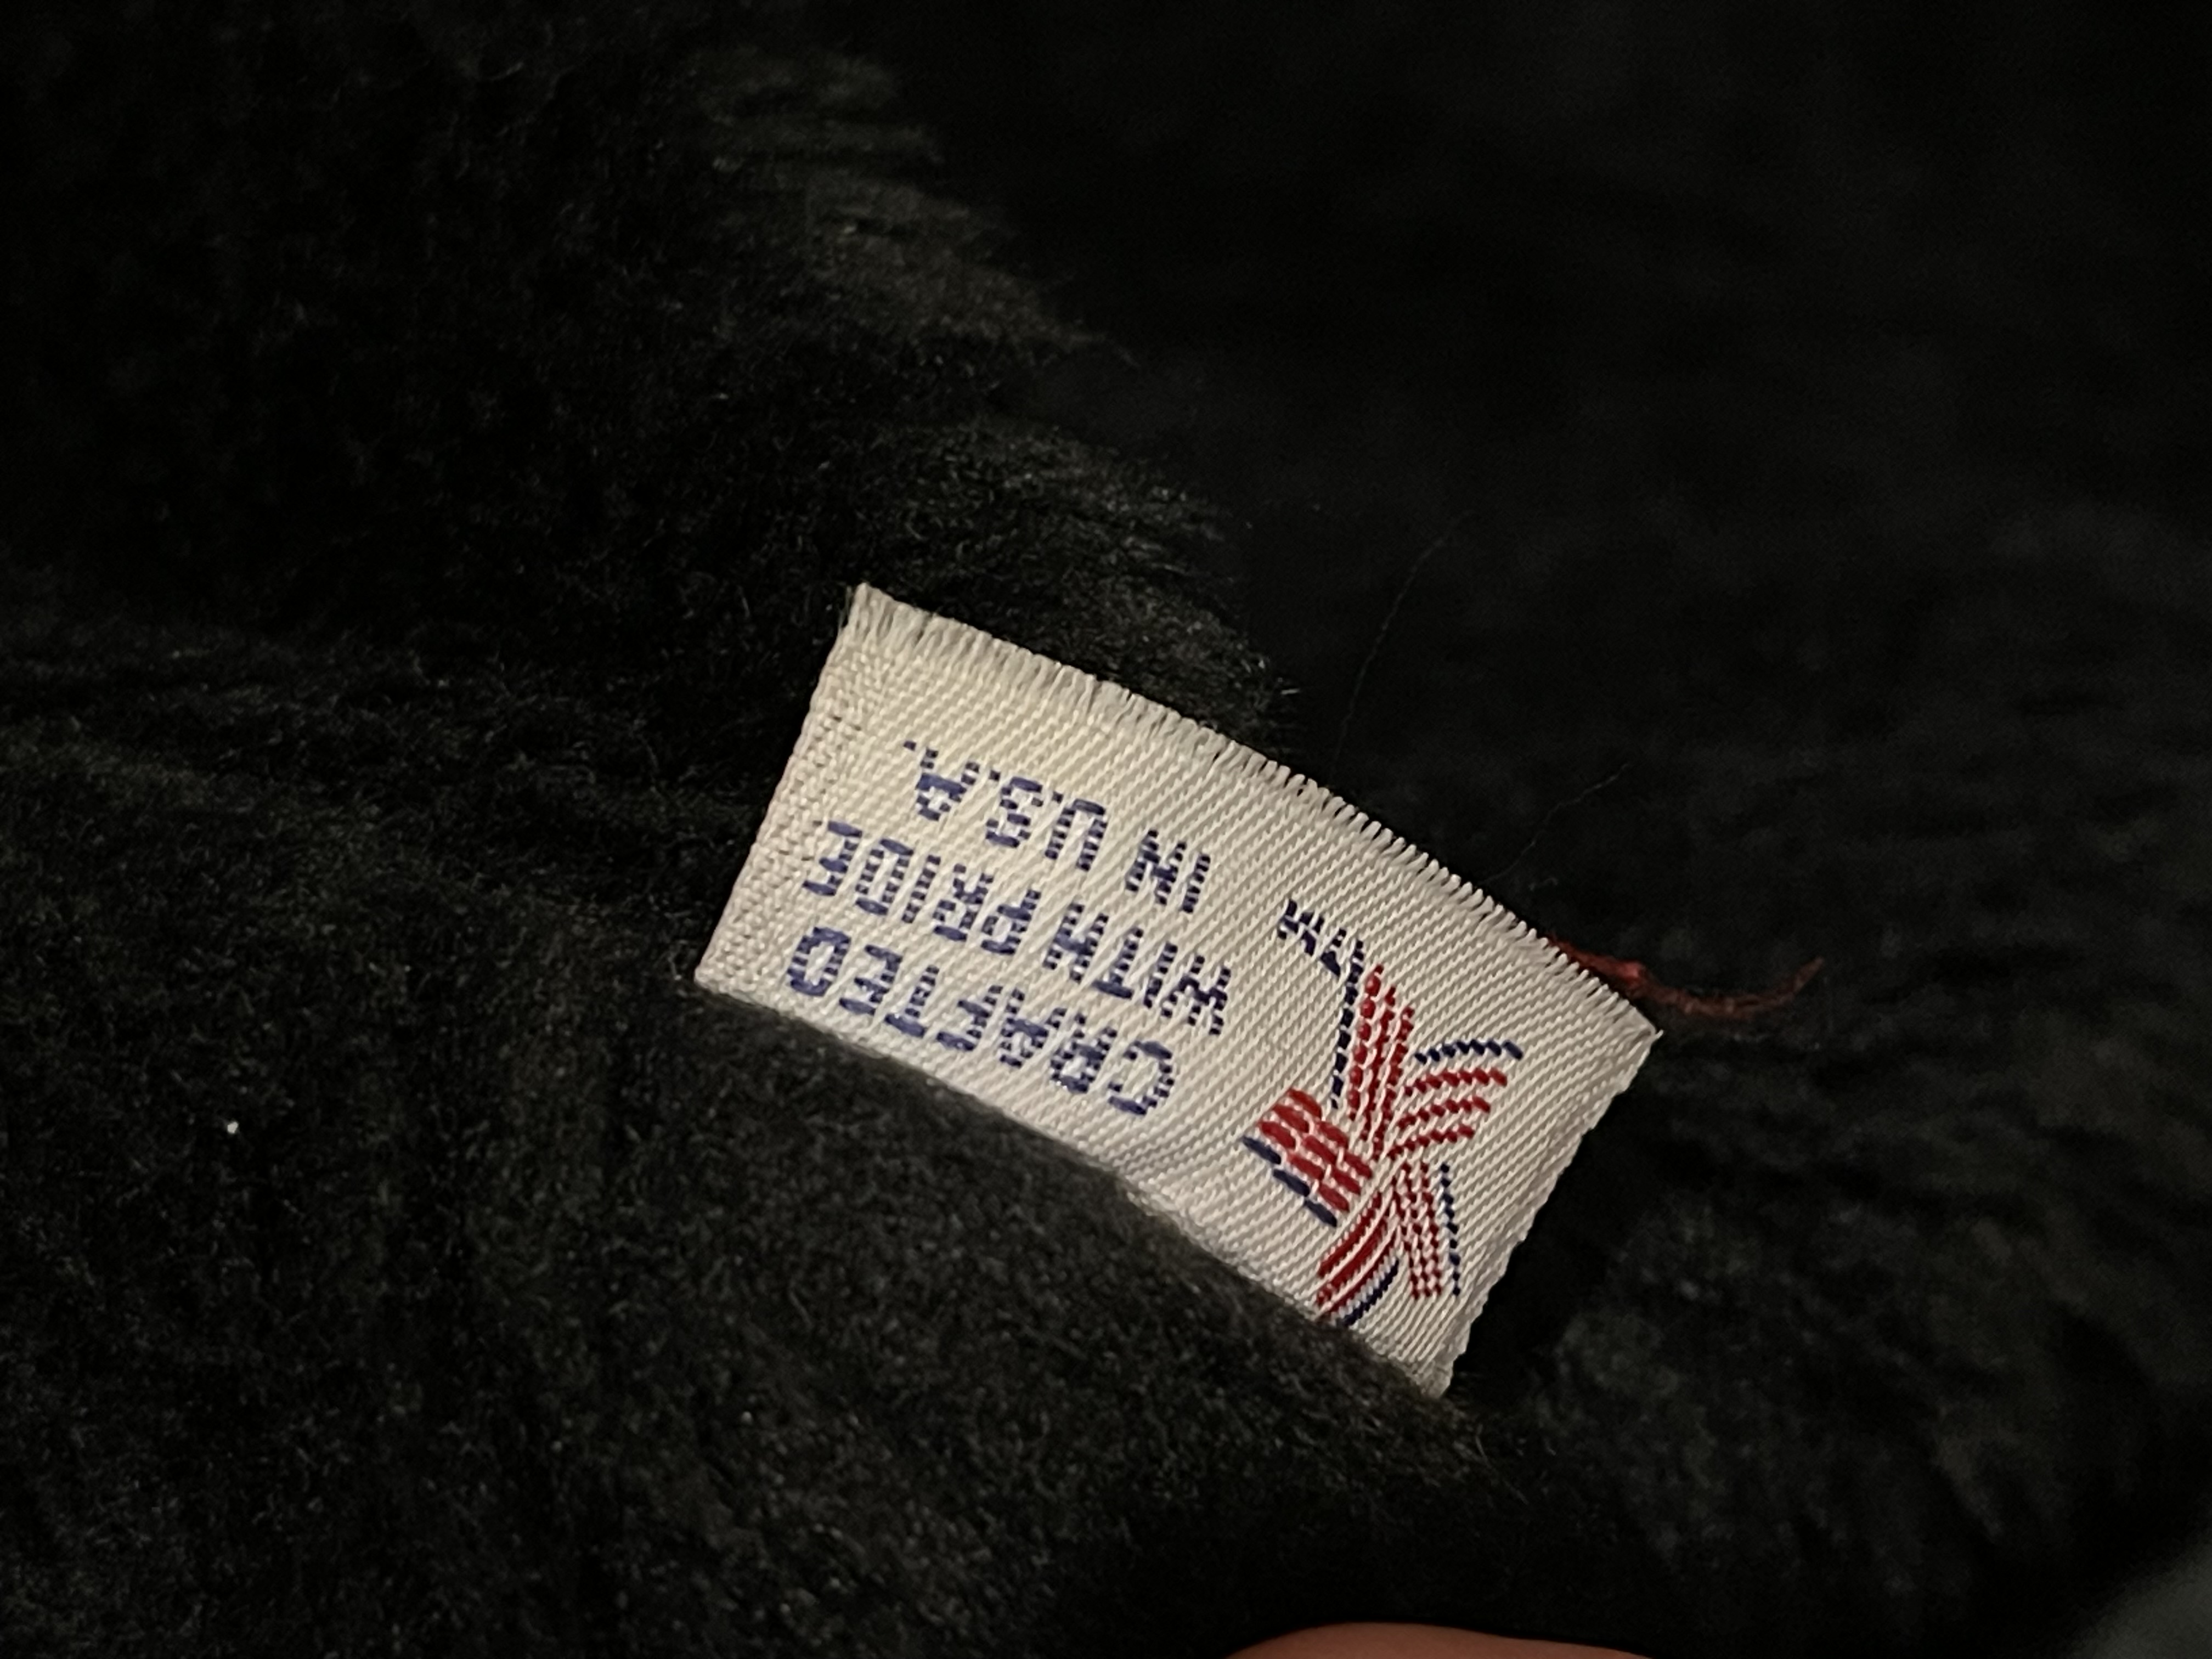 CRAFTED
WITH PRIDE
IN U.S.A.